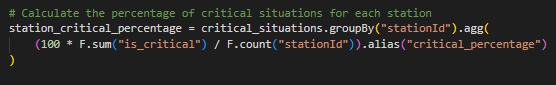 # Calculate the percentage of critical situations for each station
station_critical_percentage = critical_situations.groupBy("stationId").agg(
    (100 * F.sum("is_critical") / F.count("stationId")).alias("critical_percentage")
)